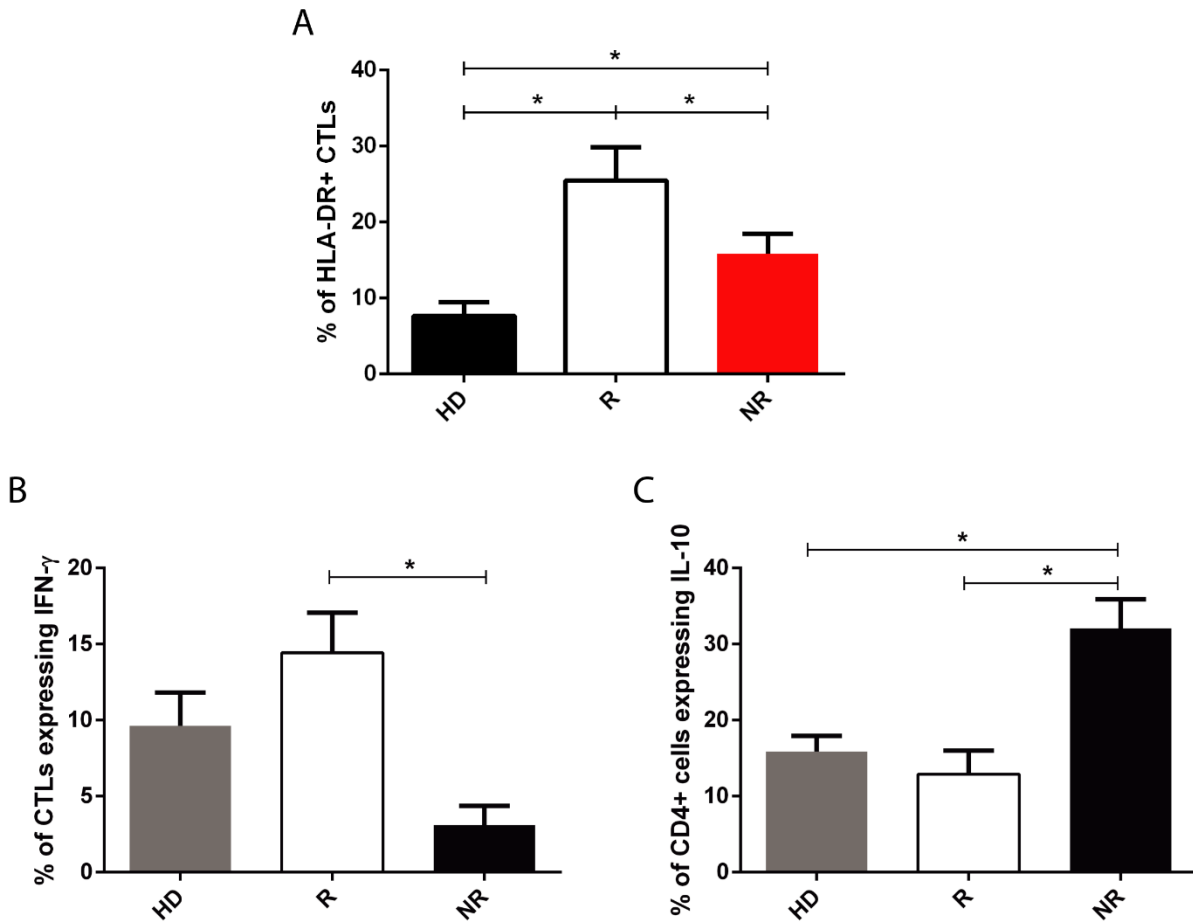 A
% of HLA-DR+ CTLs
40
30
20
10
0
*
* *
HD R NR
B
% of CTLs expressing IFN-γ
20
15
10
5
0
*
HD R NR
C
% of CD4+ cells expressing IL-10
40
30
20
10
0
*
*
HD R NR